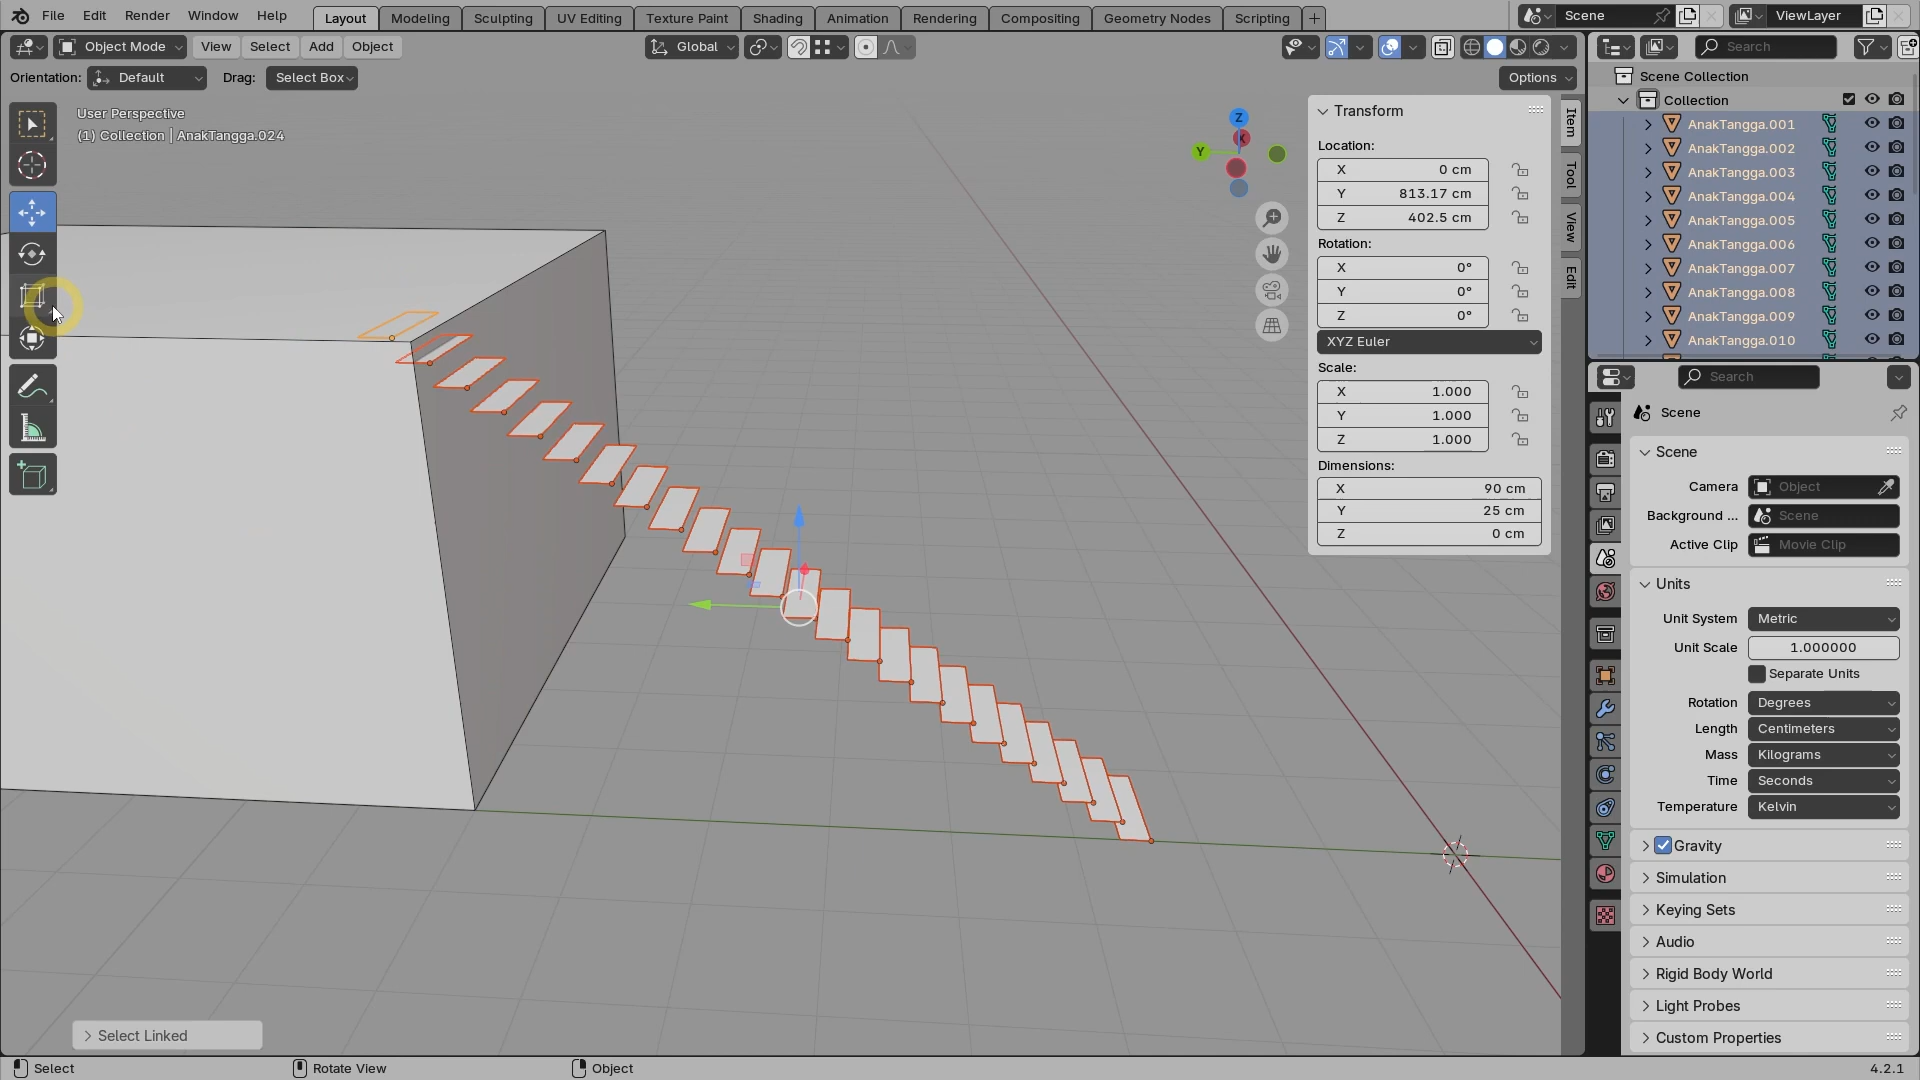 File Edit Render Window Help Layout Modeling Sculpting UV Editing Texture Paint Shading Animation Rendering Compositing Geometry Nodes Scripting + Scene ViewLayer
Object Mode View Select Add Object Global Search
Orientation: Default Drag: Select Box Options
User Perspective
(1) Collection | AnakTangga.024
Z
X
Y
Transform
Location:
X 0 cm
Y 813.17 cm
Z 402.5 cm
Rotation:
X 0°
Y 0°
Z 0°
XYZ Euler
Scale:
X 1.000
Y 1.000
Z 1.000
Dimensions:
X 90 cm
Y 25 cm
Z 0 cm
Item
Tool
View
Edit
Scene Collection
Collection
AnakTangga.001
AnakTangga.002
AnakTangga.003
AnakTangga.004
AnakTangga.005
AnakTangga.006
AnakTangga.007
AnakTangga.008
AnakTangga.009
AnakTangga.010
Search
Scene
Scene
Camera Object
Background ... Scene
Active Clip Movie Clip
Units
Unit System Metric
Unit Scale 1.000000
Separate Units
Rotation Degrees
Length Centimeters
Mass Kilograms
Time Seconds
Temperature Kelvin
Gravity
Simulation
Keying Sets
Audio
Rigid Body World
Light Probes
Custom Properties
Select Linked
Select Rotate View Object 4.2.1